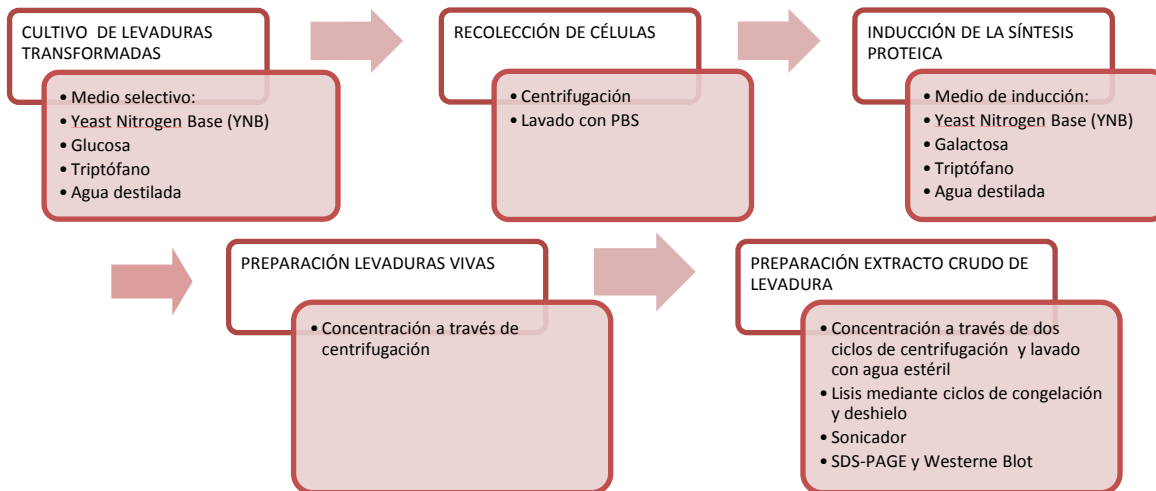 CULTIVO DE LEVADURAS
TRANSFORMADAS
• Medio selectivo:
• Yeast Nitrogen Base (YNB)
• Glucosa
• Triptófano
• Agua destilada
RECOLECCIÓN DE CÉLULAS
• Centrifugación
• Lavado con PBS
INDUCCIÓN DE LA SÍNTESIS
PROTEICA
• Medio de inducción:
• Yeast Nitrogen Base (YNB)
• Galactosa
• Triptófano
• Agua destilada
PREPARACIÓN LEVADURAS VIVAS
• Concentración a través de
centrifugación
PREPARACIÓN EXTRACTO CRUDO DE
LEVADURA
• Concentración a través de dos
ciclos de centrifugación y lavado
con agua estéril
• Lisis mediante ciclos de congelación
y deshielo
• Sonicador
• SDS-PAGE y Westerne Blot